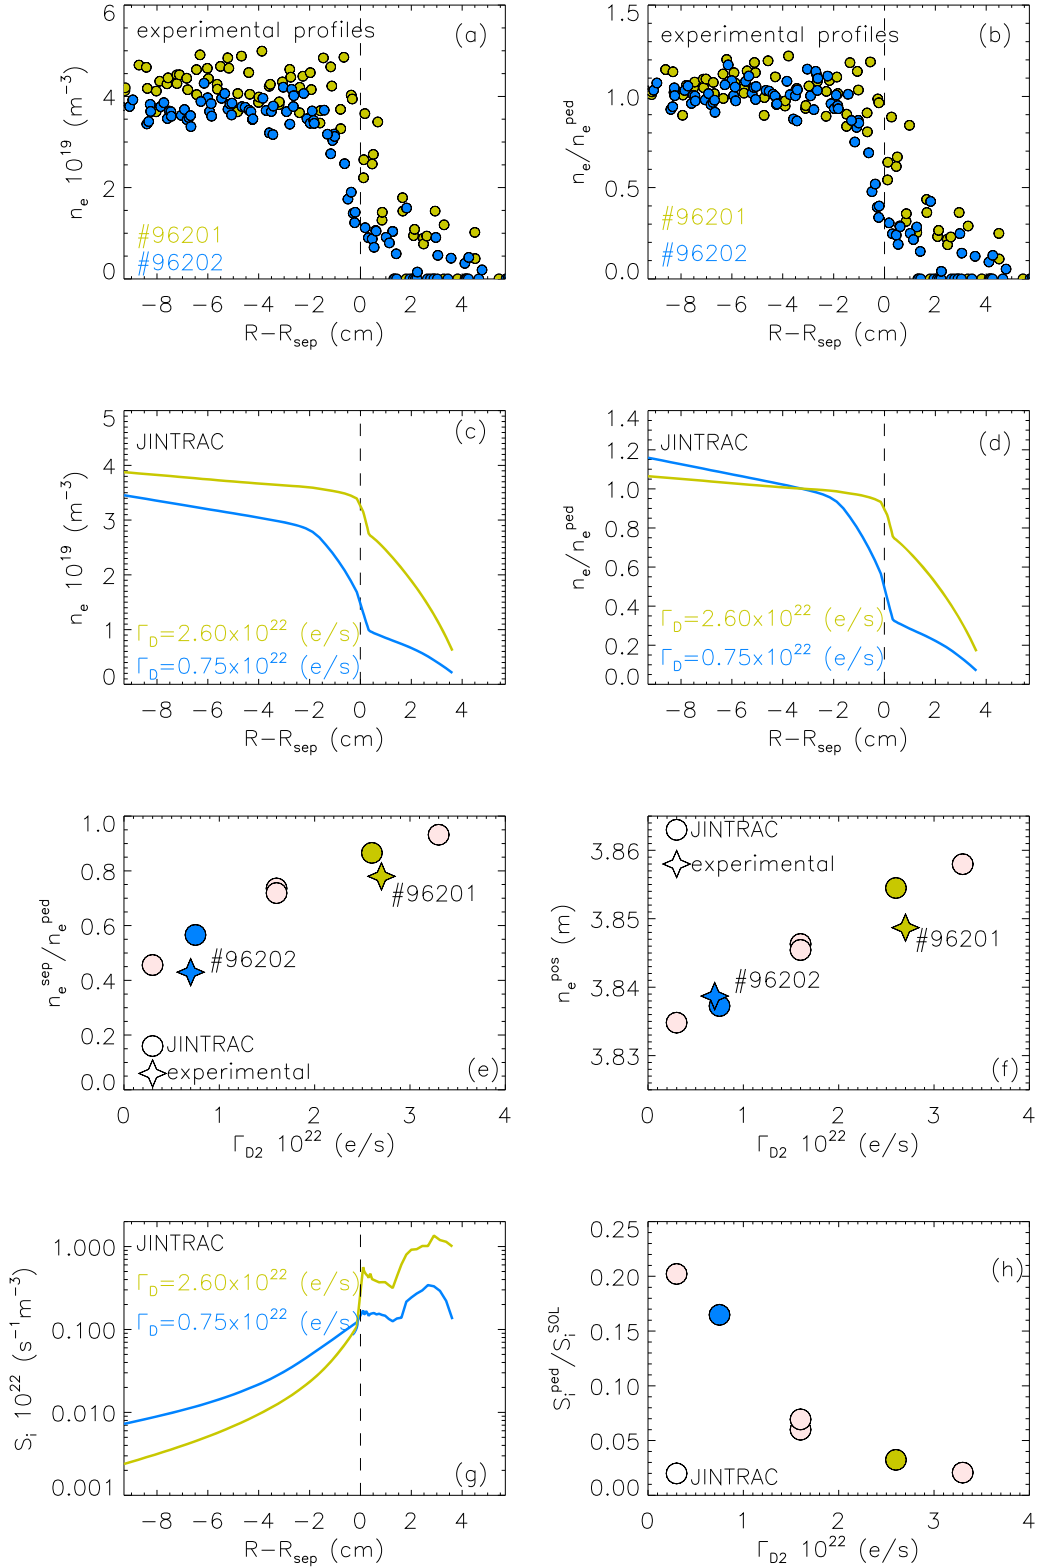 experimental profiles
(a)
n_e 10^19 (m^−3)
6
4
2
0
#96201
#96202
−8 −6 −4 −2 0 2 4
R−R_sep (cm)
experimental profiles
(b)
n_e/n_e^ped
1.5
1.0
0.5
0.0
#96201
#96202
−8 −6 −4 −2 0 2 4
R−R_sep (cm)
JINTRAC
(c)
n_e 10^19 (m^−3)
5
4
3
2
1
0
Γ_D=2.60x10^22 (e/s)
Γ_D=0.75x10^22 (e/s)
−8 −6 −4 −2 0 2 4
R−R_sep (cm)
JINTRAC
(d)
n_e/n_e^ped
1.4
1.2
1.0
0.8
0.6
0.4
0.2
0.0
Γ_D=2.60x10^22 (e/s)
Γ_D=0.75x10^22 (e/s)
−8 −6 −4 −2 0 2 4
R−R_sep (cm)
n_e^sep/n_e^ped
1.0
0.8
0.6
0.4
0.2
0.0
#96201
#96202
JINTRAC
experimental
(e)
0 1 2 3 4
Γ_D2 10^22 (e/s)
JINTRAC
experimental
n_e^pos (m)
3.86
3.85
3.84
3.83
#96201
#96202
(f)
0 1 2 3 4
Γ_D2 10^22 (e/s)
JINTRAC
S_i 10^22 (s^−1m^−3)
1.000
0.100
0.010
0.001
Γ_D=2.60x10^22 (e/s)
Γ_D=0.75x10^22 (e/s)
(g)
−8 −6 −4 −2 0 2 4
R−R_sep (cm)
S_i^ped/S_i^SOL
0.25
0.20
0.15
0.10
0.05
0.00
(h)
JINTRAC
0 1 2 3 4
Γ_D2 10^22 (e/s)